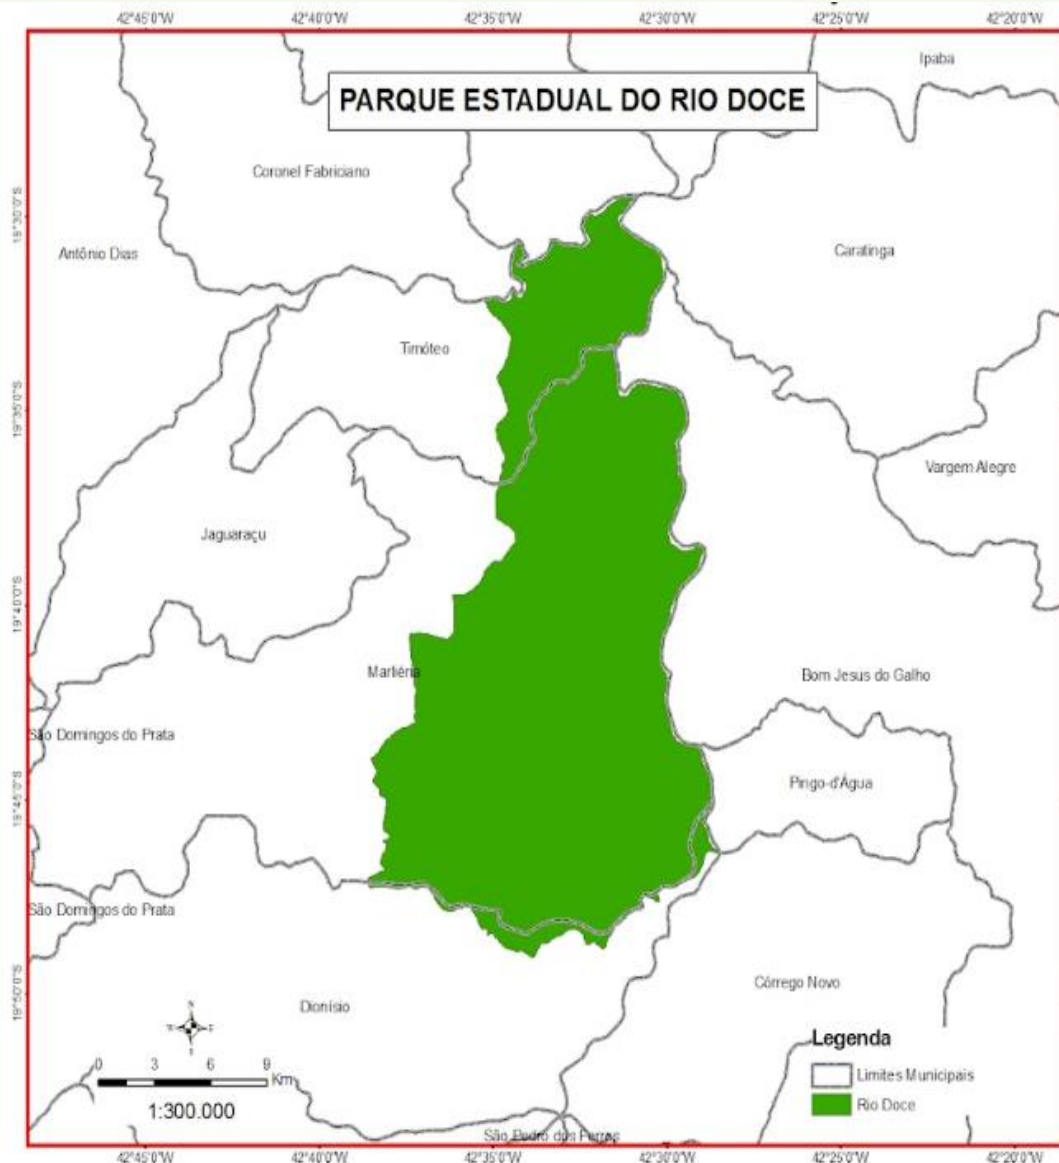 42°45'0"W
42°40'0"W
42°35'0"W
42°30'0"W
42°25'0"W
42°20'0"W
Ipaba
PARQUE ESTADUAL DO RIO DOCE
Coronel Fabriciano
19°30'0"S
Antônio Dias
Caratinga
Timóteo
19°35'0"S
Vargem Alegre
Jaguaraçu
19°40'0"S
Marliéria
Bom Jesus do Galho
São Domingos do Prata
Pingo-d'Água
19°45'0"S
São Domingos do Prata
19°50'0"S
Dionísio
Córrego Novo
N
W E
S
Legenda
0 3 6 9
Km
Limites Municipais
1:300.000
Rio Doce
São Pedro dos Ferros
42°45'0"W
42°40'0"W
42°35'0"W
42°30'0"W
42°25'0"W
42°20'0"W